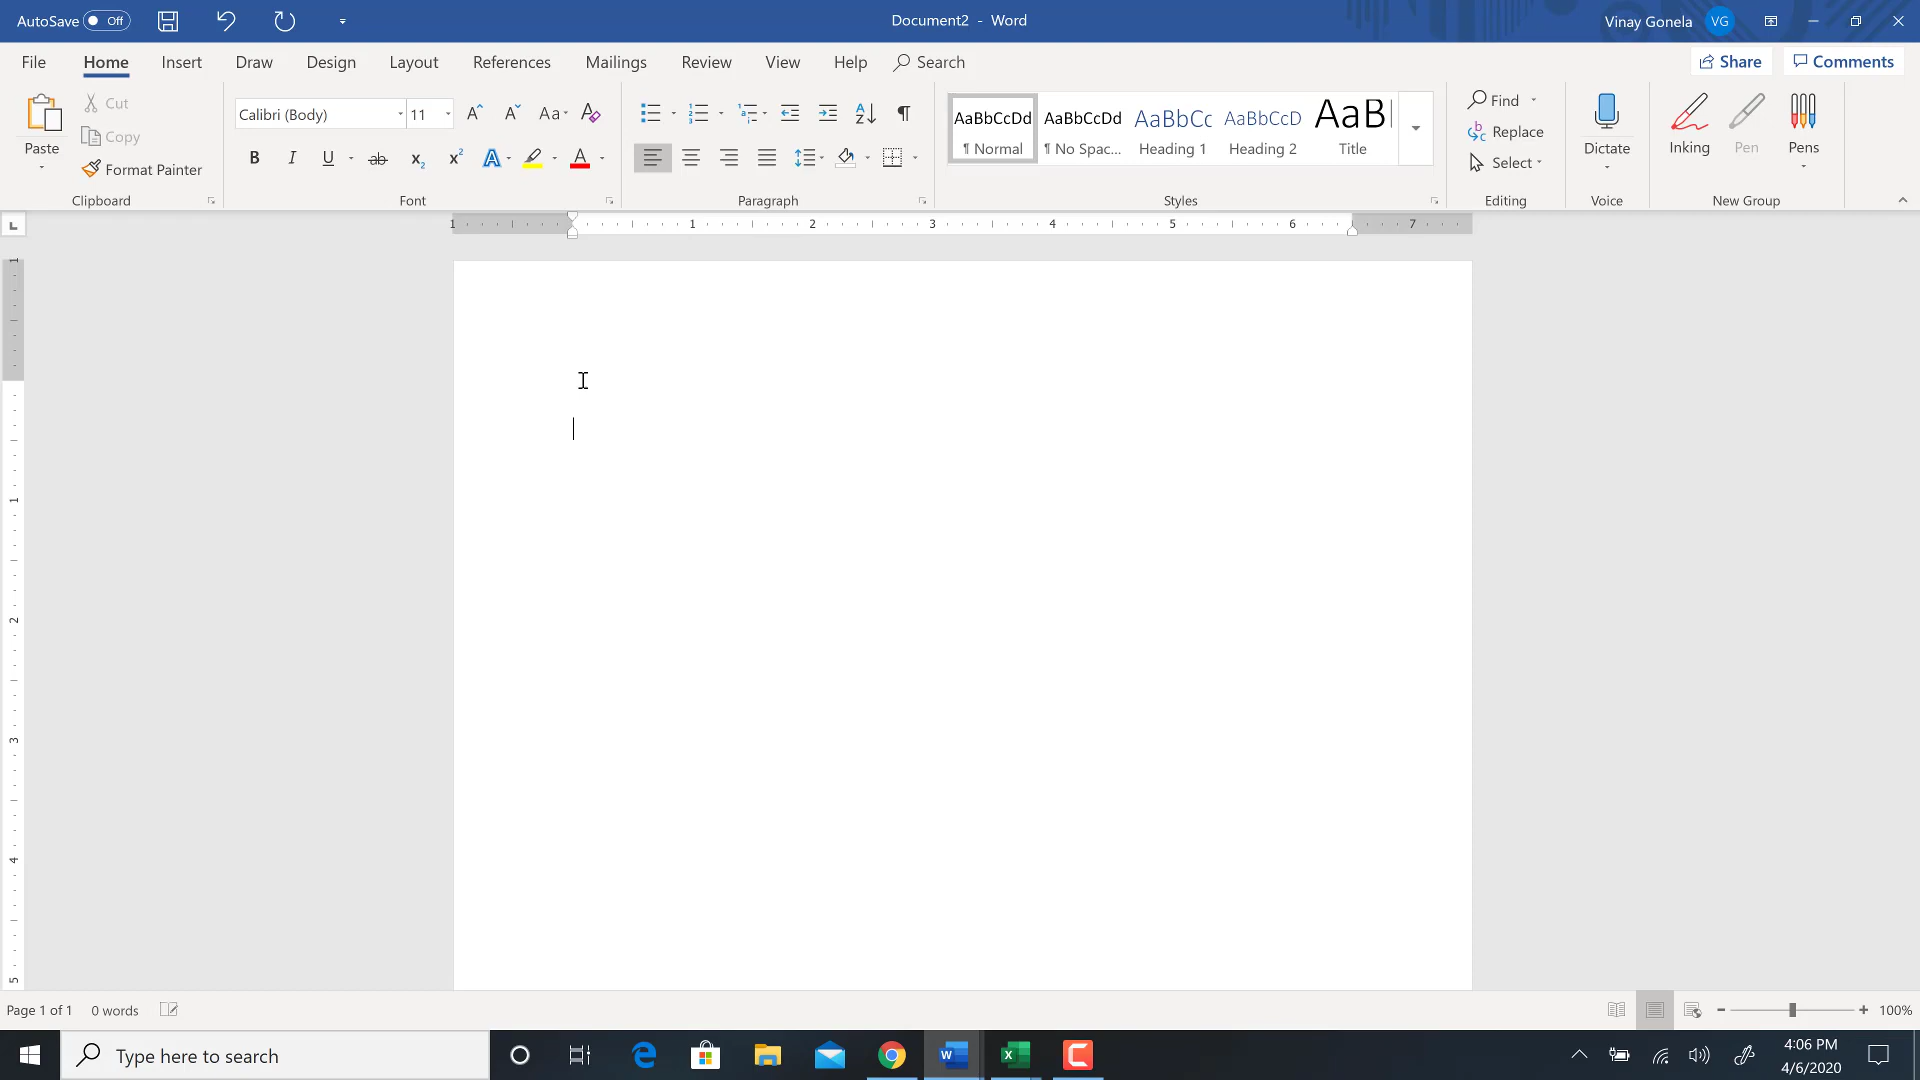 AutoSave Off Document2 - Word Vinay Gonela VG
File Home Insert Draw Design Layout References Mailings Review View Help Search Share Comments
Paste
Cut
Copy
Format Painter
Clipboard
Calibri (Body) 11
Font
Paragraph
AaBbCcDd AaBbCcDd AaBbCc AaBbCcD AaB
¶ Normal ¶ No Spac... Heading 1 Heading 2 Title
Styles
Find
Replace
Select
Editing
Dictate
Voice
Inking Pen Pens
New Group
1 1 2 3 4 5 6 7
1
1
2
3
4
5
Page 1 of 1 0 words 100%
Type here to search
4:06 PM
4/6/2020